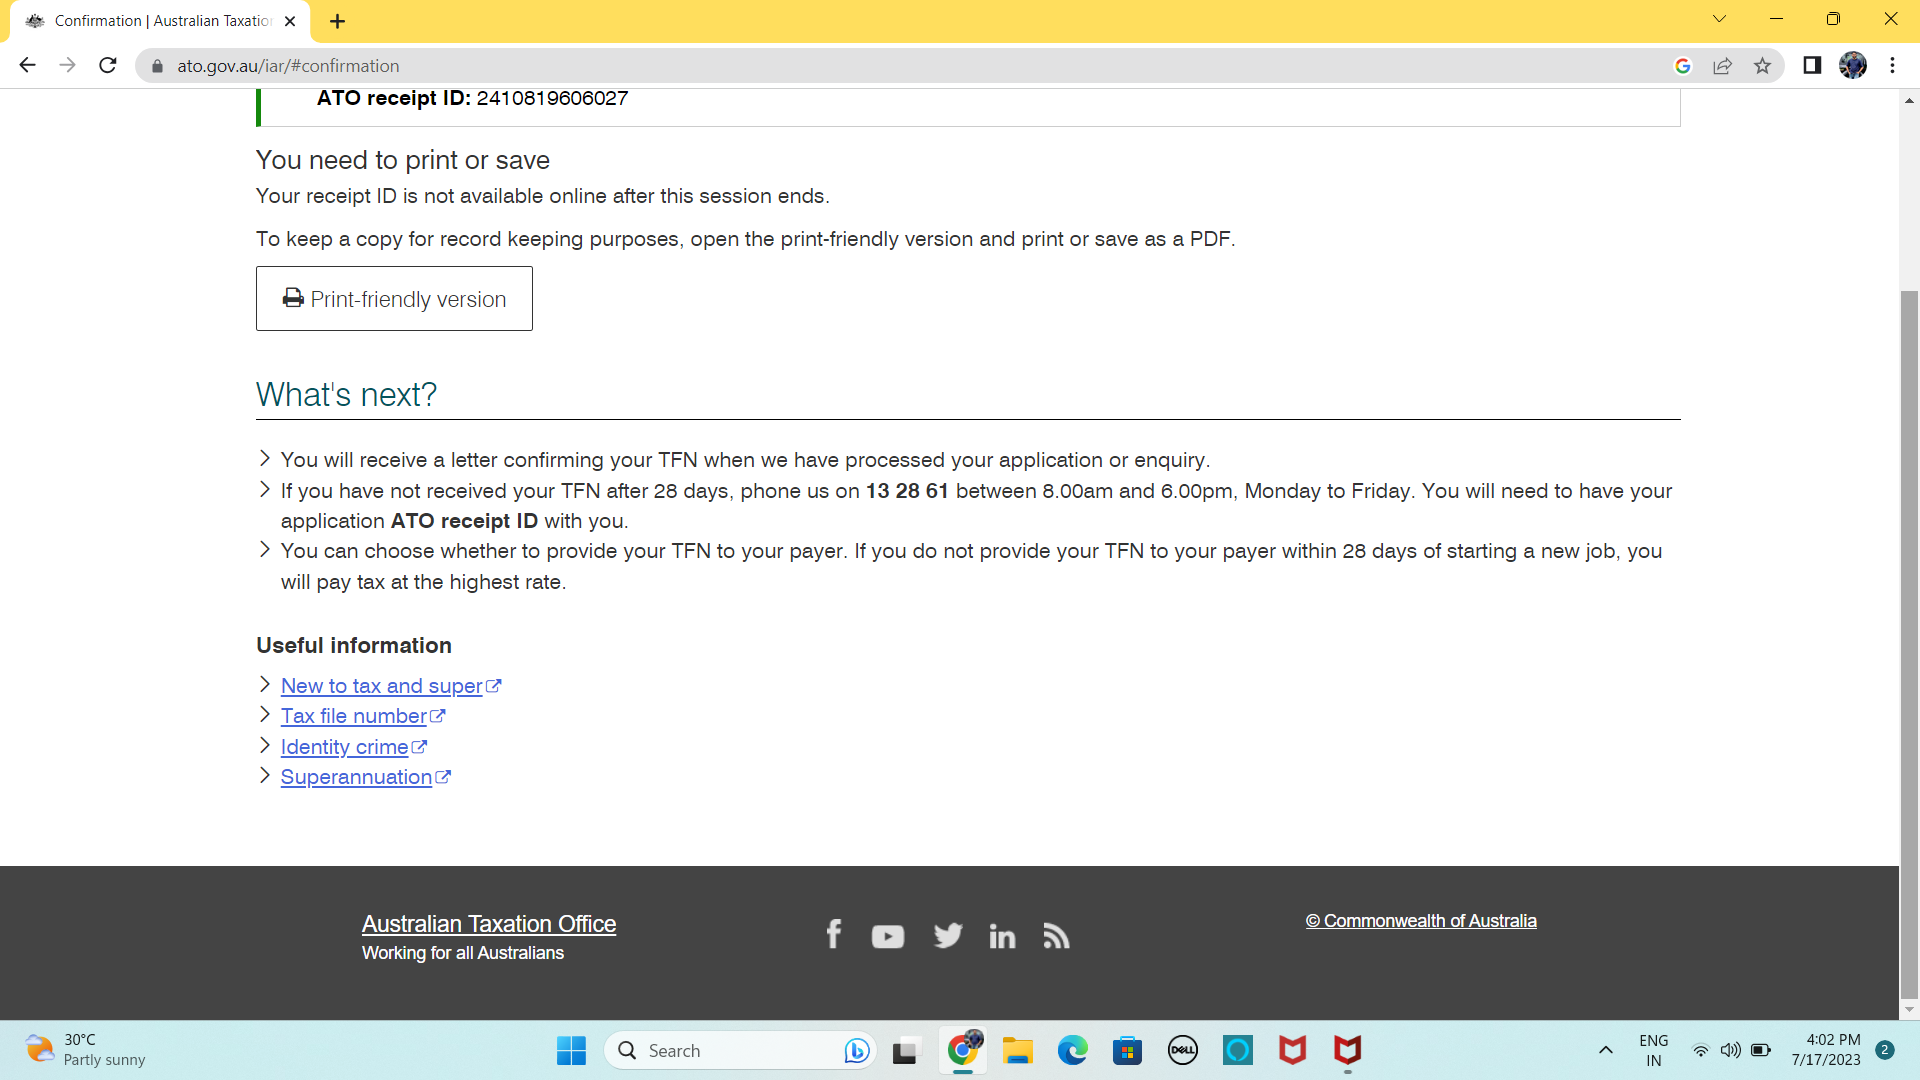 Confirmation | Australian Taxation
ato.gov.au/iar/#confirmation
ATO receipt ID: 2410819606027
You need to print or save
Your receipt ID is not available online after this session ends.
To keep a copy for record keeping purposes, open the print-friendly version and print or save as a PDF.
Print-friendly version
What's next?
You will receive a letter confirming your TFN when we have processed your application or enquiry.
If you have not received your TFN after 28 days, phone us on 13 28 61 between 8.00am and 6.00pm, Monday to Friday. You will need to have your
application ATO receipt ID with you.
You can choose whether to provide your TFN to your payer. If you do not provide your TFN to your payer within 28 days of starting a new job, you
will pay tax at the highest rate.
Useful information
New to tax and super
Tax file number
Identity crime
Superannuation
Australian Taxation Office
Working for all Australians
© Commonwealth of Australia
30°C
Partly sunny
Search
DELL
ENG
IN
4:02 PM
7/17/2023
2